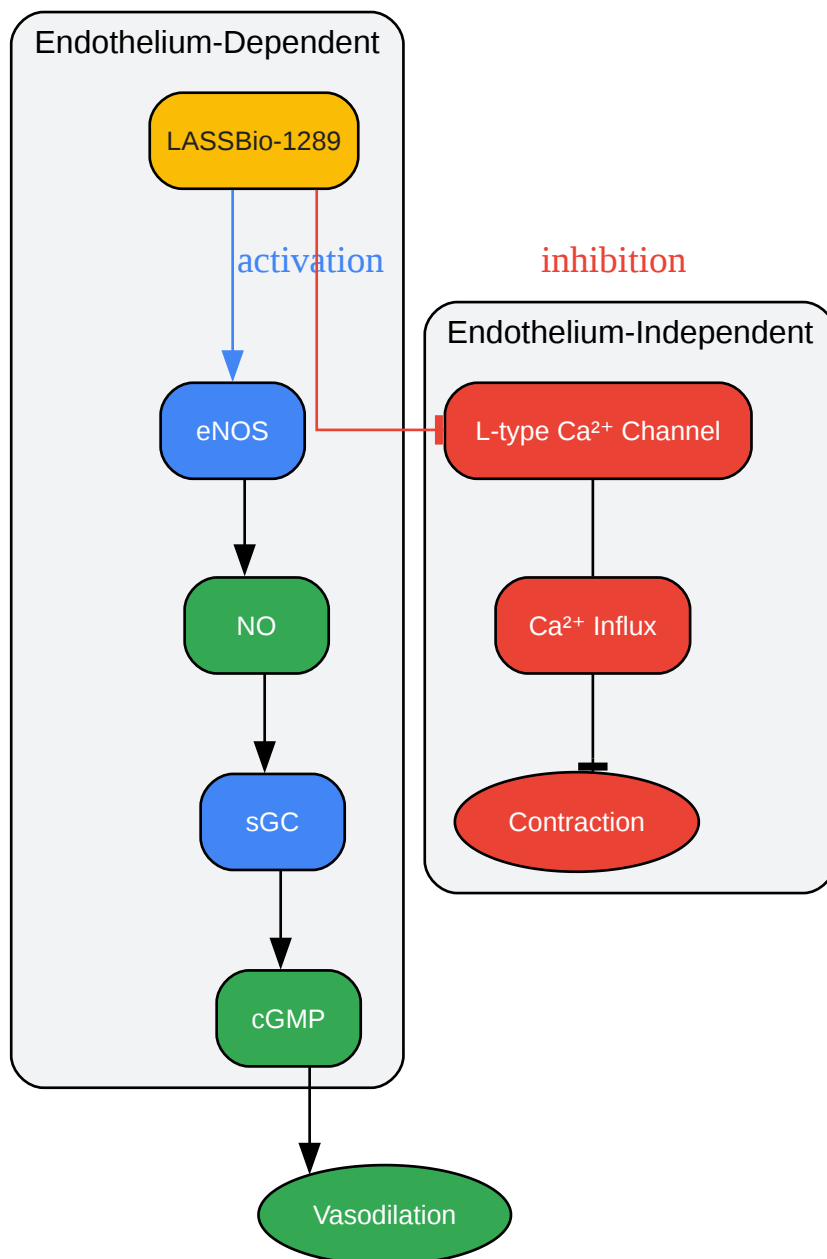 Endothelium-Dependent
LASSBio-1289
activation
inhibition
Endothelium-Independent
eNOS
L-type Ca²⁺ Channel
NO
Ca²⁺ Influx
sGC
Contraction
cGMP
Vasodilation